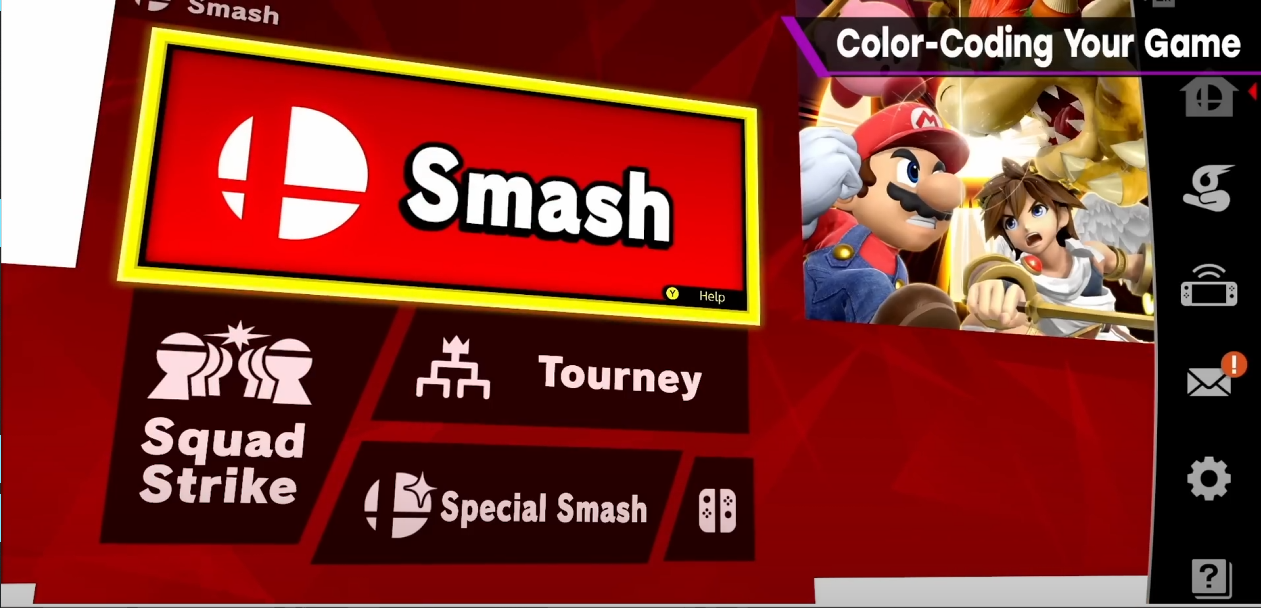 Smash
Color-Coding Your Game
Smash
Y Help
Squad
Strike
Tourney
Special Smash